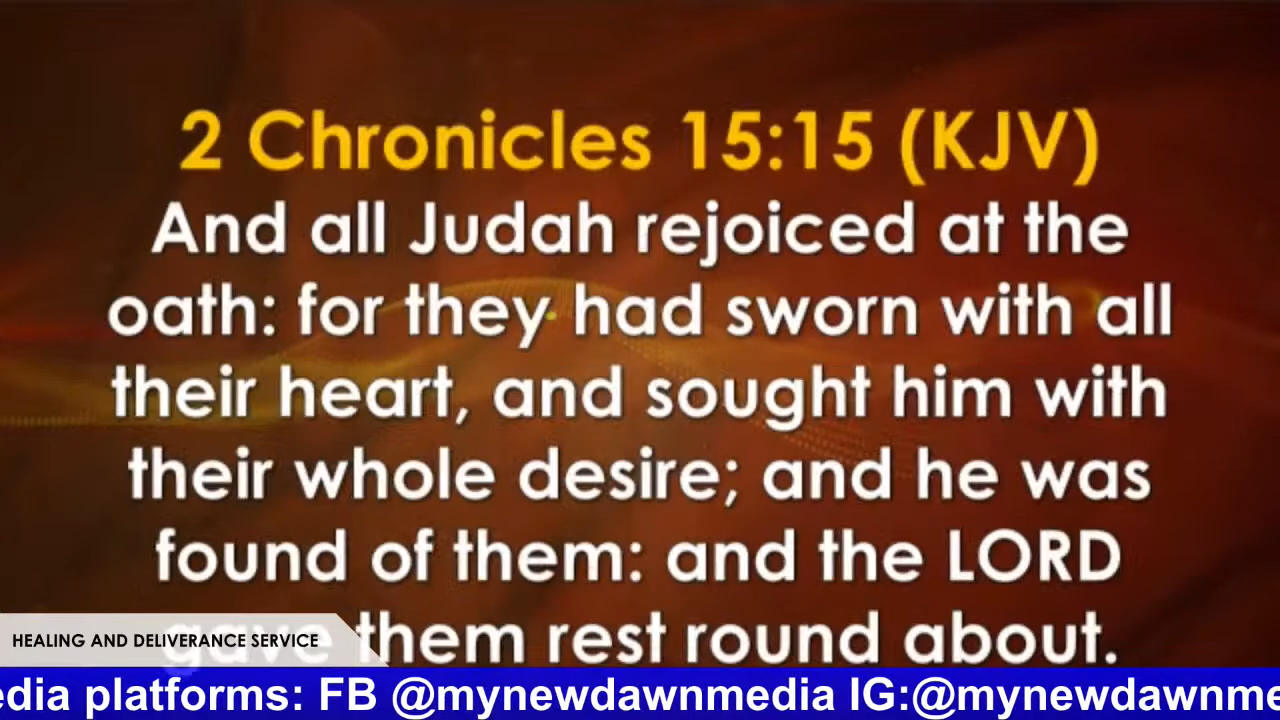 2 Chronicles 15:15 (KJV)
And all Judah rejoiced at the
oath: for they had sworn with all
their heart, and sought him with
their whole desire; and he was
found of them: and the LORD
gave them rest round about.
HEALING AND DELIVERANCE SERVICE
edia platforms: FB @mynewdawnmedia IG:@mynewdawnme